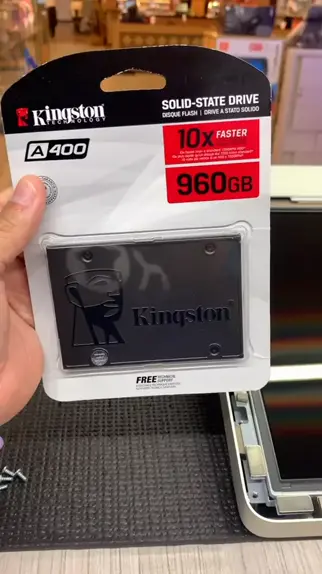 Kingston
TECHNOLOGY
SOLID-STATE DRIVE
DISQUE FLASH | DRIVE A STATO SOLIDO
A400
10x FASTER
960GB
Kingston
FREE TECHNICAL SUPPORT